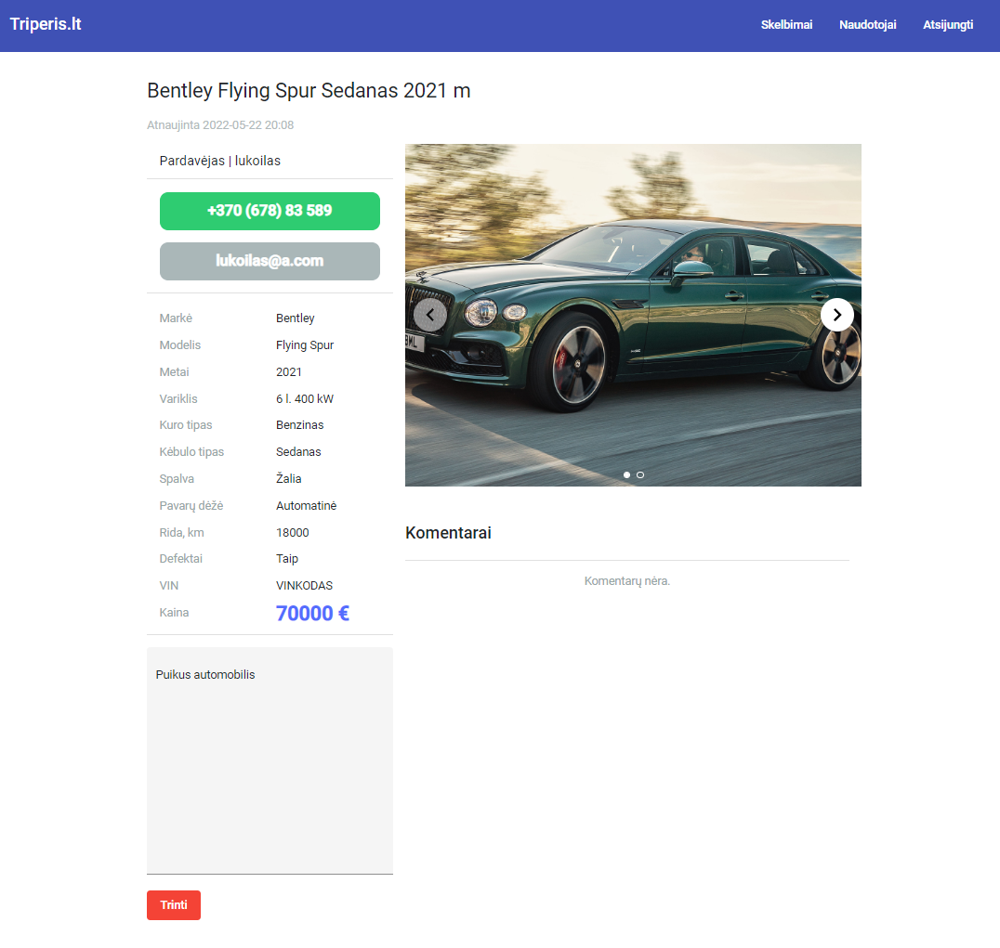 Triperis.lt
Skelbimai Naudotojai Atsijungti
Bentley Flying Spur Sedanas 2021 m
Atnaujinta 2022-05-22 20:08
Pardavėjas | lukoilas
+370 (678) 83 589
lukoilas@a.com
Markė Bentley
Modelis Flying Spur
Metai 2021
Variklis 6 l. 400 kW
Kuro tipas Benzinas
Kėbulo tipas Sedanas
Spalva Žalia
Pavarų dėžė Automatinė
Rida, km 18000
Defektai Taip
VIN VINKODAS
Kaina 70000 €
Puikus automobilis
Trinti
BML
Komentarai
Komentarų nėra.